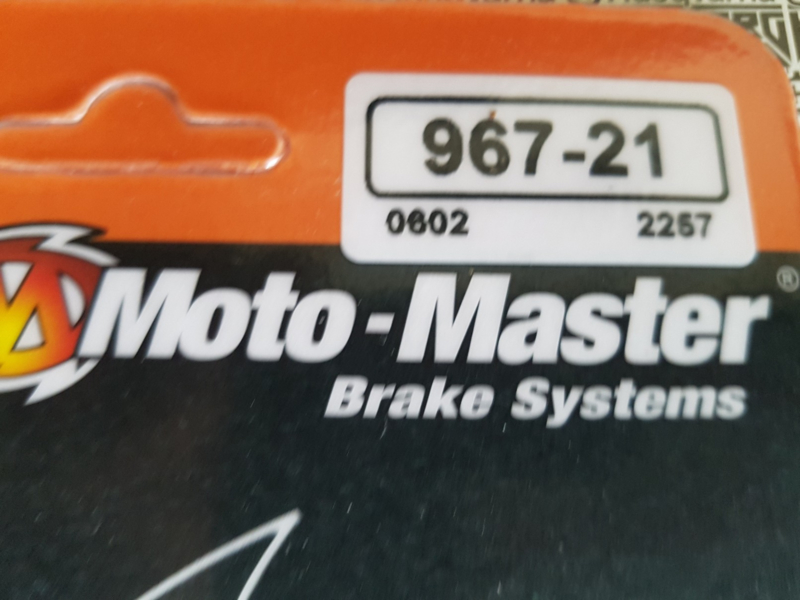 967-21
0602 2257
Moto-Master®
Brake Systems